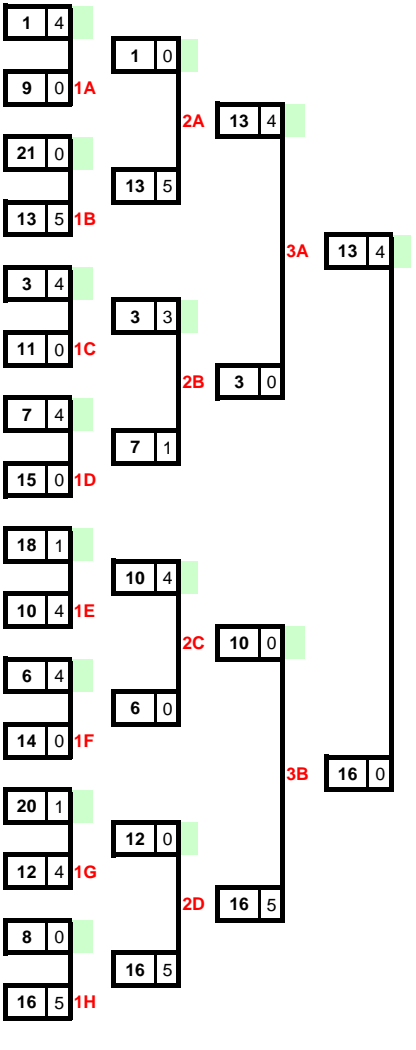 1 4
1 0
9 0 1A
2A 13 4
21 0
13 5
13 5 1B
3A 13 4
3 4
3 3
11 0 1C
2B 3 0
7 4
7 1
15 0 1D
18 1
10 4
10 4 1E
2C 10 0
6 4
6 0
14 0 1F
3B 16 0
20 1
12 0
12 4 1G
2D 16 5
8 0
16 5
16 5 1H